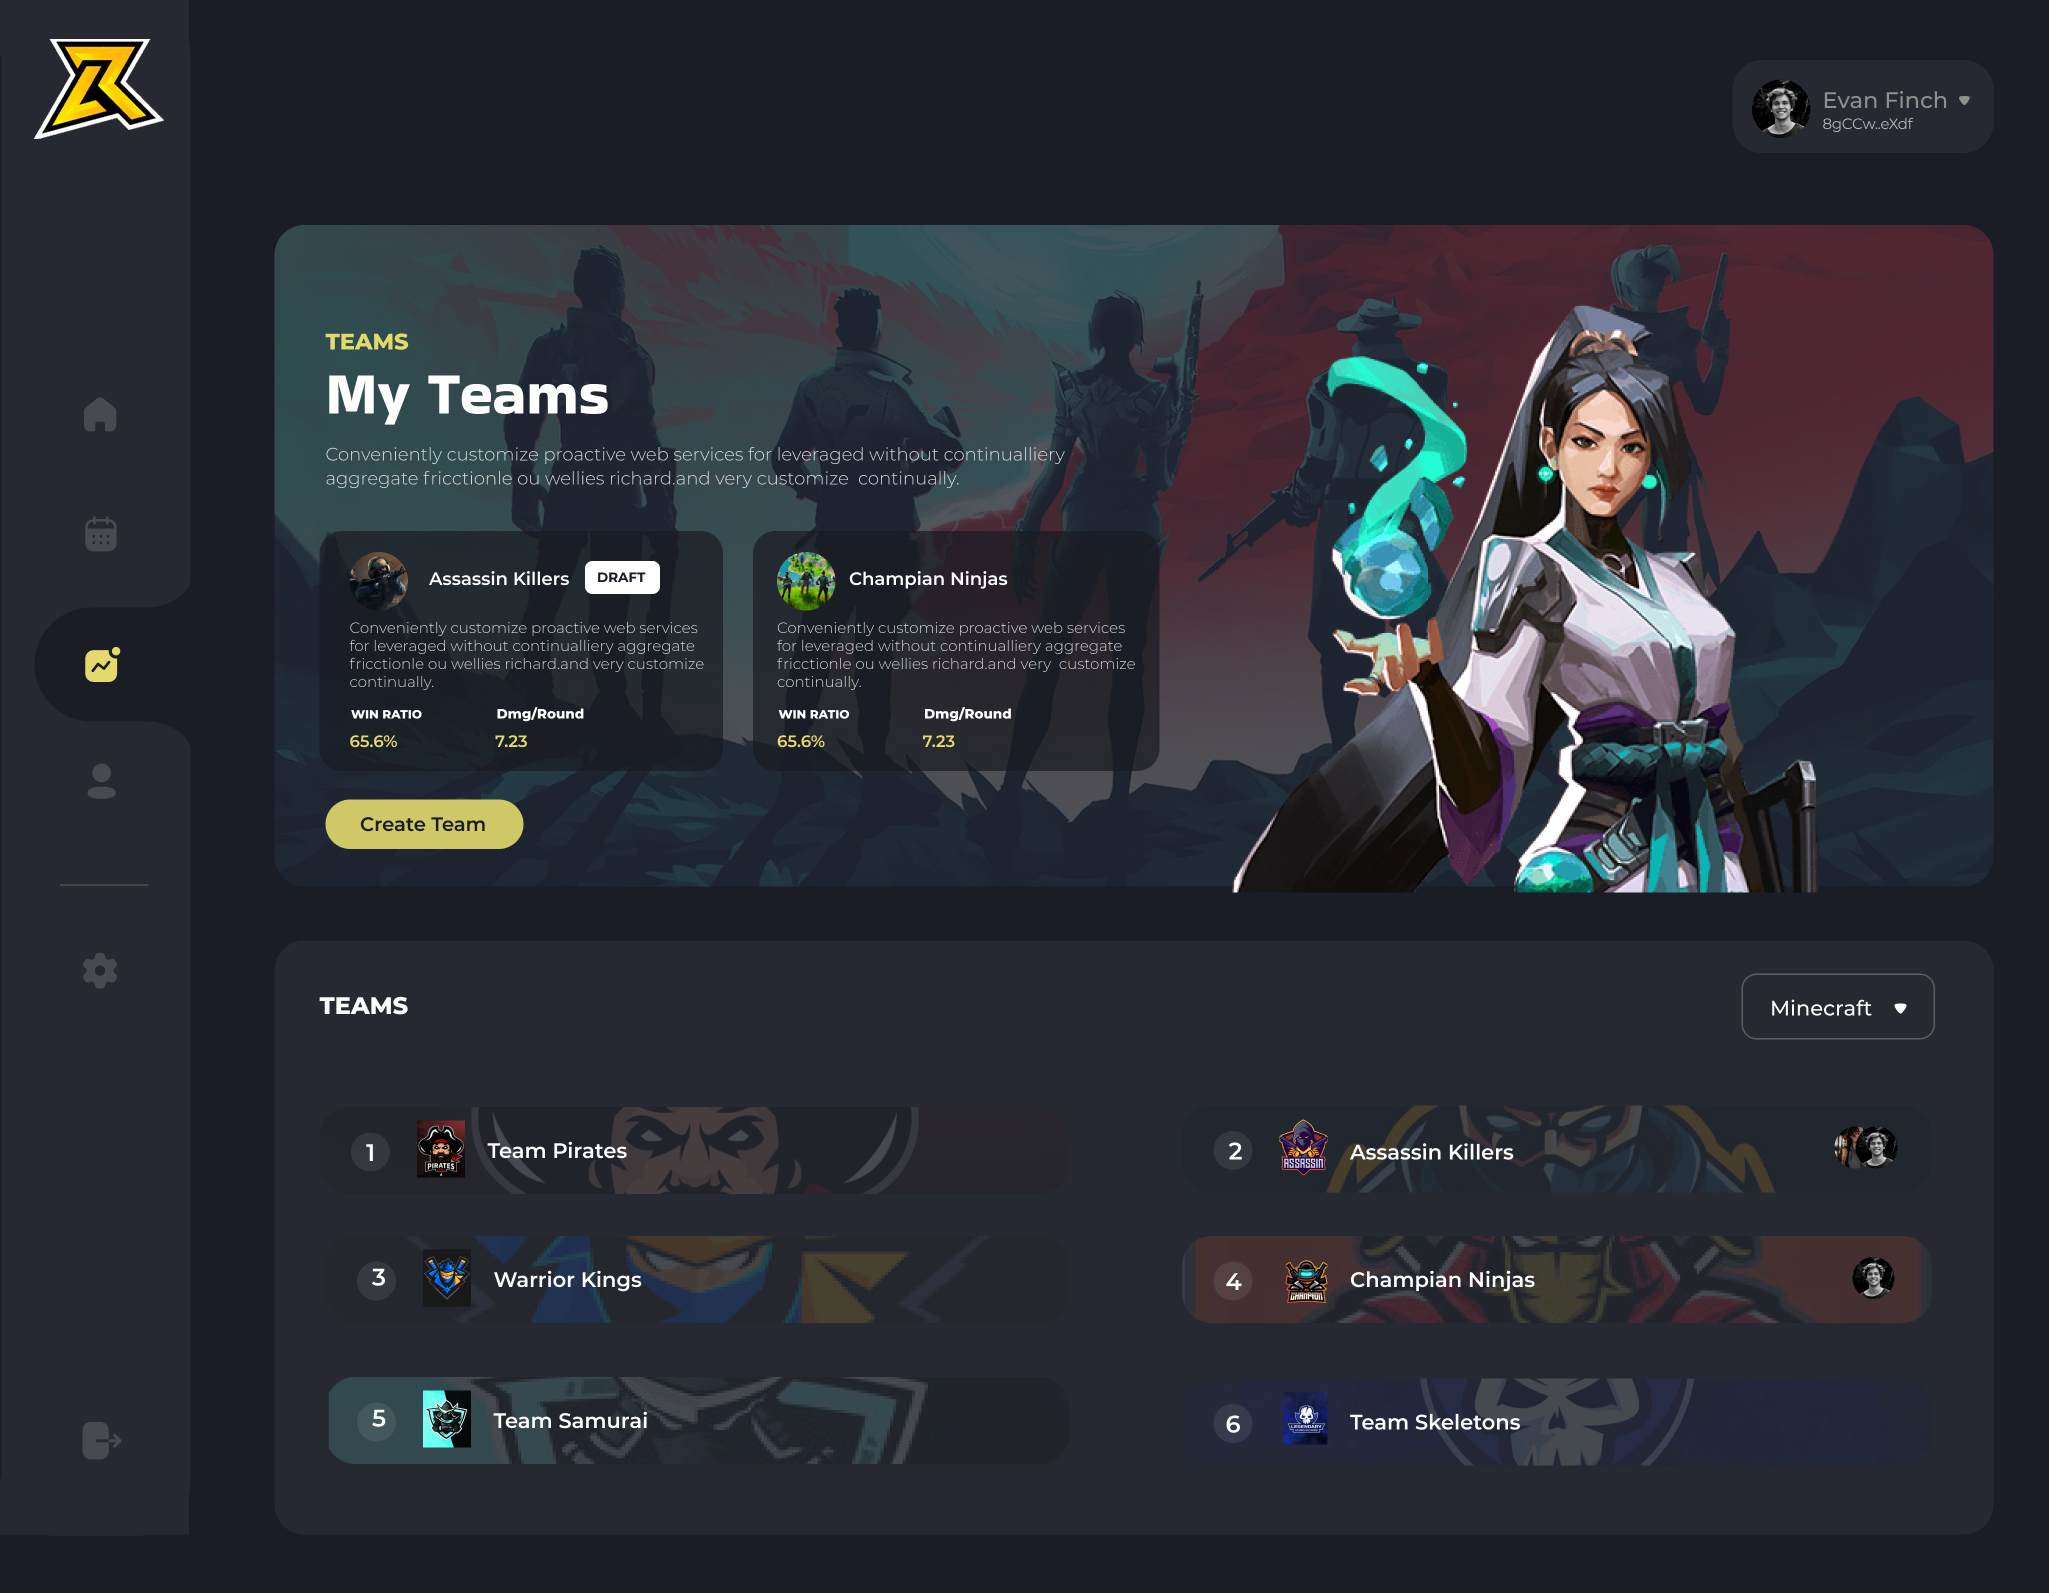 Evan Finch
8gCCw..eXdf
TEAMS
My Teams
Conveniently customize proactive web services for leveraged without continualliery
aggregate fricctionle ou wellies richard.and very customize continually.
Assassin Killers
DRAFT
Conveniently customize proactive web services
for leveraged without continualliery aggregate
fricctionle ou wellies richard.and very customize
continually.
WIN RATIO
Dmg/Round
65.6%
7.23
Champian Ninjas
Conveniently customize proactive web services
for leveraged without continualliery aggregate
fricctionle ou wellies richard.and very customize
continually.
WIN RATIO
Dmg/Round
65.6%
7.23
Create Team
TEAMS
Minecraft
1
PIRATES
Team Pirates
2
ASSASSIN
Assassin Killers
3
Warrior Kings
4
CHAMPION
Champian Ninjas
5
Team Samurai
6
LEGENDARY
Team Skeletons